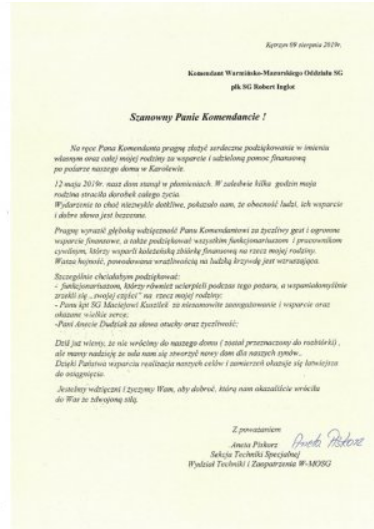 Kętrzyn 09 sierpnia 2019r.
Komendant Warmińsko-Mazurskiego Oddziału SG
płk SG Robert Inglot
Szanowny Panie Komendancie !
Na ręce Pana Komendanta pragnę złożyć serdeczne podziękowanie w imieniu
własnym oraz całej mojej rodziny za wsparcie i udzieloną pomoc finansową
po pożarze naszego domu w Karolewie.
12 maja 2019r. nasz dom stanął w płomieniach. W zaledwie kilka godzin moja
rodzina straciła dorobek całego życia.
Wydarzenie to choć niezwykle dotkliwe, pokazało nam, że obecność ludzi, ich wsparcie
i dobre słowo jest bezcenne.
Pragnę wyrazić głęboką wdzięczność Panu Komendantowi za życzliwy gest i ogromne
wsparcie finansowe, a także podziękować wszystkim funkcjonariuszom i pracownikom
cywilnym, którzy wsparli koleżeńską zbiórkę finansową na rzecz mojej rodziny.
Wasza hojność, powodowana wrażliwością na ludzką krzywdę jest wzruszająca.
Szczególnie chciałabym podziękować:
- funkcjonariuszom, którzy również ucierpieli podczas tego pożaru, a wspaniałomyślnie
zrzekli się „swojej części" na rzecz mojej rodziny:
- Panu kpt SG Maciejowi Kuszilek za niesamowite zaangażowanie i wsparcie oraz
okazane wielkie serce;
-Pani Anecie Dudziak za słowa otuchy oraz życzliwość;
Dziś już wiemy, że nie wrócimy do naszego domu ( został przeznaczony do rozbiórki) ,
ale mamy nadzieję że uda nam się stworzyć nowy dom dla naszych synów..
Dzięki Państwa wsparciu realizacja naszych celów i zamierzeń okazuje się łatwiejsza
do osiągnięcia.
Jesteśmy wdzięczni i życzymy Wam, aby dobroć, którą nam okazaliście wróciła
do Was ze zdwojoną siłą.
Z poważaniem
Aneta Piskorz Aneta Piskorz
Sekcja Techniki Specjalnej
Wydział Techniki i Zaopatrzenia W-MOSG